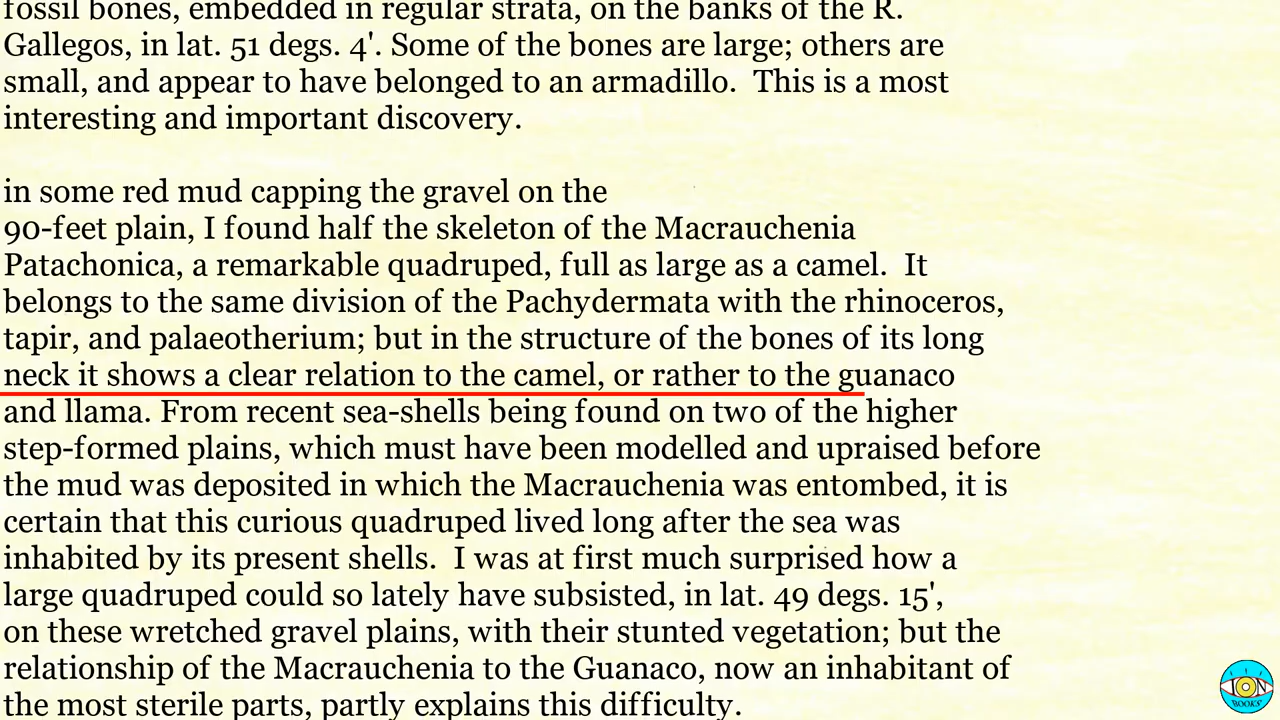 fossil bones, embedded in regular strata, on the banks of the R.
Gallegos, in lat. 51 degs. 4'. Some of the bones are large; others are
small, and appear to have belonged to an armadillo.  This is a most
interesting and important discovery.

in some red mud capping the gravel on the
90-feet plain, I found half the skeleton of the Macrauchenia
Patachonica, a remarkable quadruped, full as large as a camel.  It
belongs to the same division of the Pachydermata with the rhinoceros,
tapir, and palaeotherium; but in the structure of the bones of its long
neck it shows a clear relation to the camel, or rather to the guanaco
and llama. From recent sea-shells being found on two of the higher
step-formed plains, which must have been modelled and upraised before
the mud was deposited in which the Macrauchenia was entombed, it is
certain that this curious quadruped lived long after the sea was
inhabited by its present shells.  I was at first much surprised how a
large quadruped could so lately have subsisted, in lat. 49 degs. 15',
on these wretched gravel plains, with their stunted vegetation; but the
relationship of the Macrauchenia to the Guanaco, now an inhabitant of
the most sterile parts, partly explains this difficulty.
ION
BOOKS